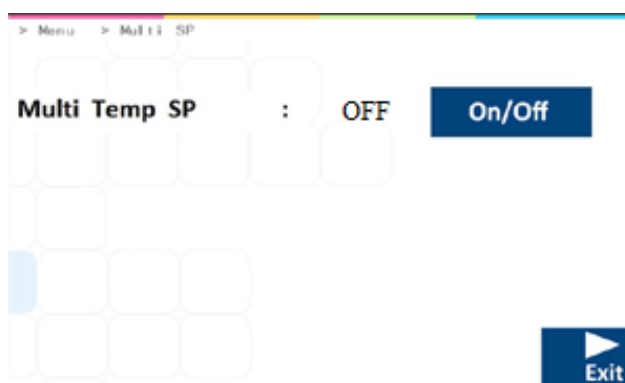 > Menu > Multi SP
Multi Temp SP : OFF On/Off
Exit